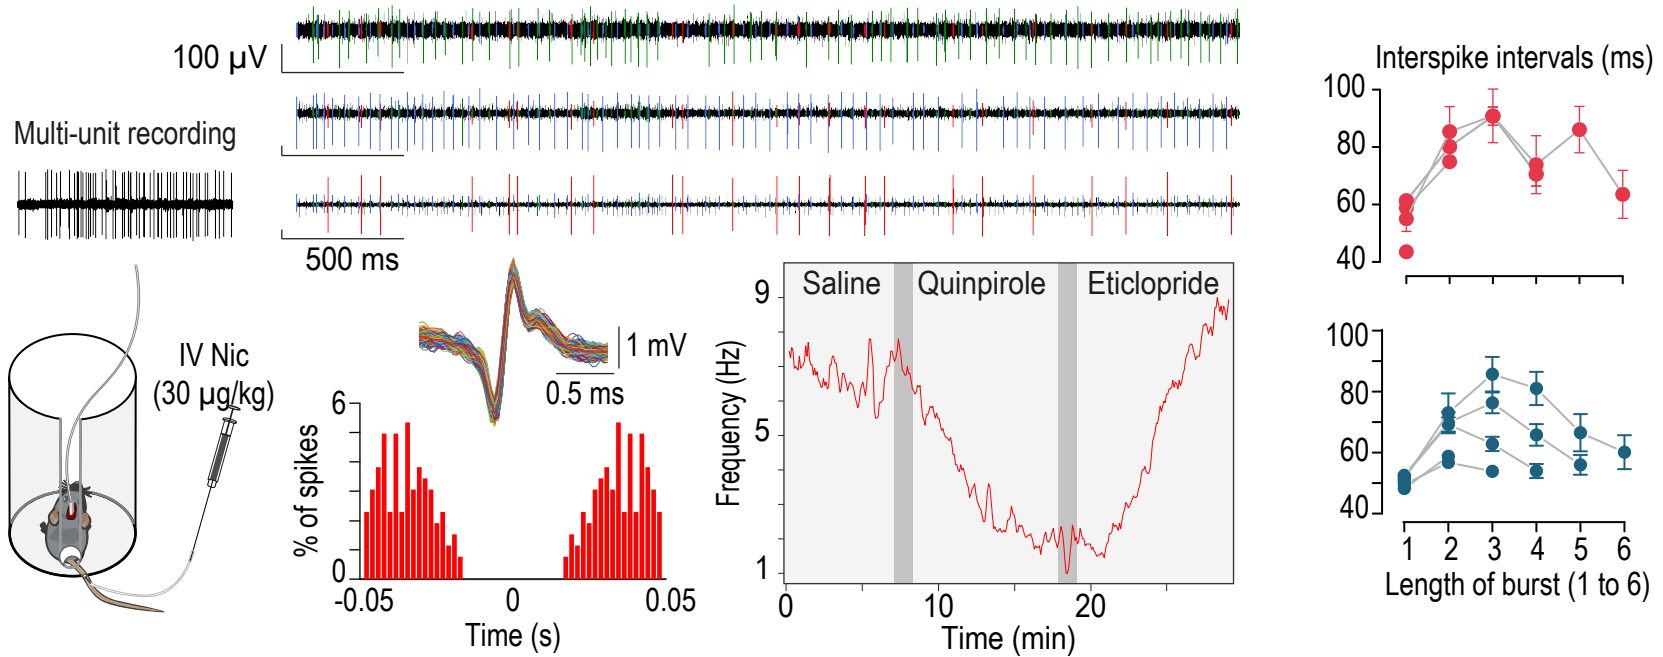 100 µV
Multi-unit recording
500 ms
IV Nic
(30 µg/kg)
1 mV
0.5 ms
6
0
% of spikes
-0.05 0 0.05
Time (s)
Saline Quinpirole Eticlopride
9
5
1
Frequency (Hz)
0 10 20
Time (min)
Interspike intervals (ms)
100
80
60
40
100
80
60
40
1 2 3 4 5 6
Length of burst (1 to 6)